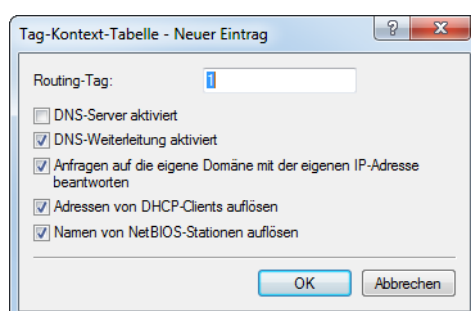 Tag-Kontext-Tabelle - Neuer Eintrag
Routing-Tag: 1
DNS-Server aktiviert
DNS-Weiterleitung aktiviert
Anfragen auf die eigene Domäne mit der eigenen IP-Adresse
beantworten
Adressen von DHCP-Clients auflösen
Namen von NetBIOS-Stationen auflösen
OK Abbrechen